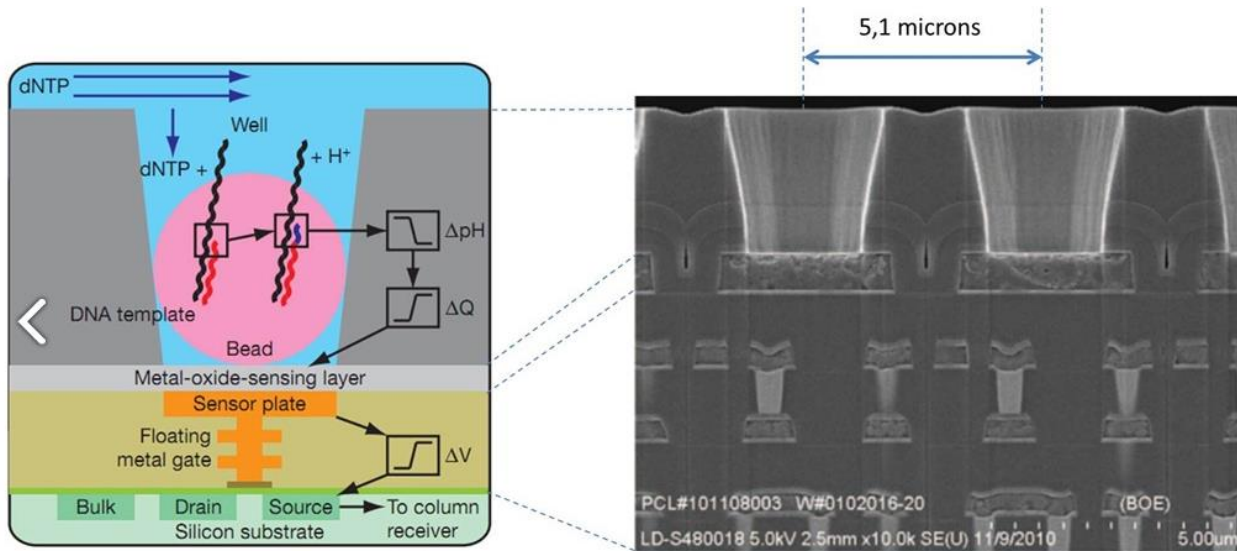 5,1 microns
dNTP
Well
dNTP +
+ H⁺
ΔpH
ΔQ
DNA template
Bead
Metal-oxide-sensing layer
Sensor plate
Floating
metal gate
ΔV
Bulk
Drain
Source
To column
receiver
Silicon substrate
PCL#101108003 W#0102016-20 (BOE)
LD-S480018 5.0kV 2.5mm x10.0k SE(U) 11/9/2010 5.00um